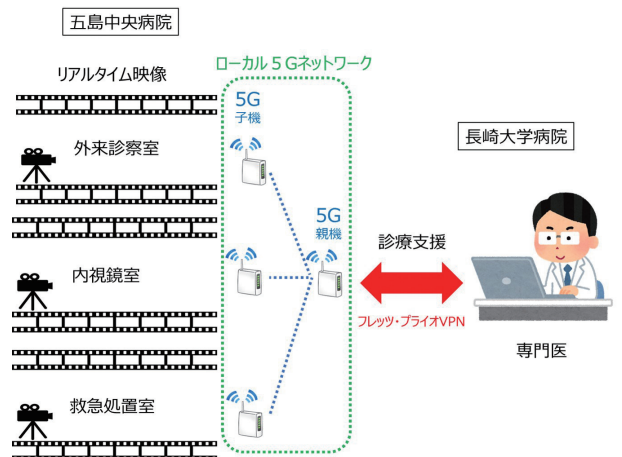 五島中央病院
リアルタイム映像
ローカル5Gネットワーク
5G
子機
外来診察室
5G
親機
内視鏡室
救急処置室
長崎大学病院
診療支援
フレッツ・プライオVPN
専門医